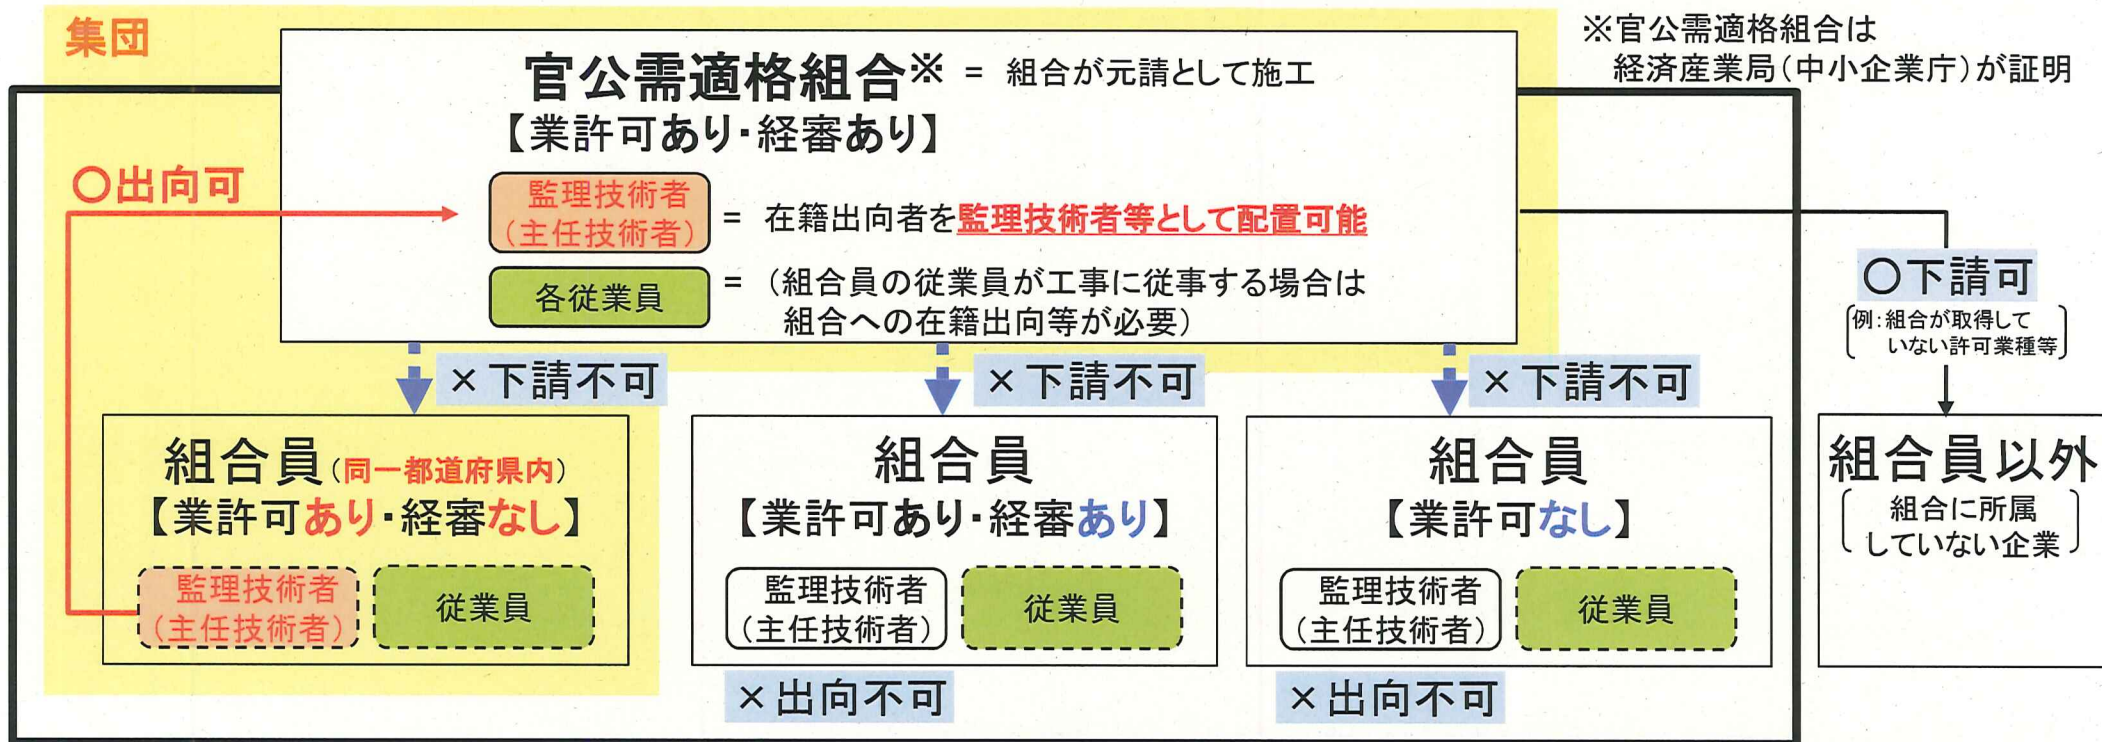 集団
※官公需適格組合は
経済産業局(中小企業庁)が証明
官公需適格組合※ = 組合が元請として施工
【業許可あり・経審あり】
〇出向可
監理技術者
(主任技術者)
= 在籍出向者を監理技術者等として配置可能
各従業員
= (組合員の従業員が工事に従事する場合は
組合への在籍出向等が必要)
〇下請可
例:組合が取得して
いない許可業種等
×下請不可
×下請不可
×下請不可
組合員(同一都道府県内)
【業許可あり・経審なし】
監理技術者
(主任技術者)
従業員
組合員
【業許可あり・経審あり】
監理技術者
(主任技術者)
従業員
×出向不可
組合員
【業許可なし】
監理技術者
(主任技術者)
従業員
×出向不可
組合員以外
組合に所属
していない企業